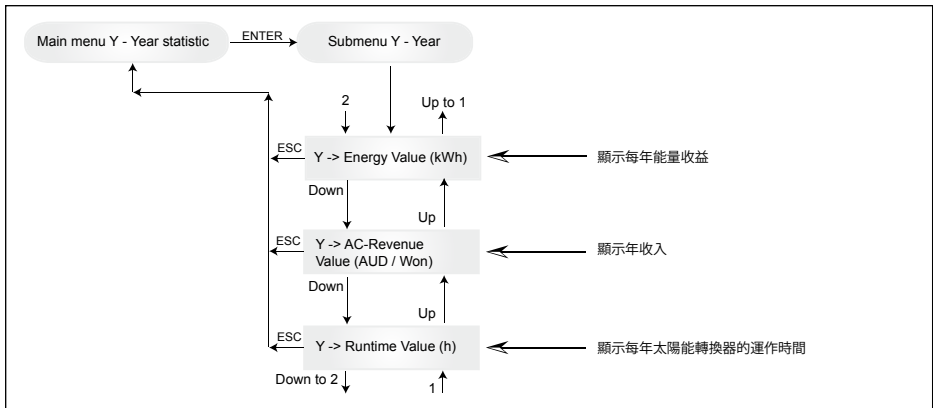 Main menu Y - Year statistic
ENTER
Submenu Y - Year
2
Up to 1
ESC
Y -> Energy Value (kWh)
顯示每年能量收益
Down
Up
ESC
Y -> AC-Revenue
Value (AUD / Won)
顯示年收入
Down
Up
ESC
Y -> Runtime Value (h)
顯示每年太陽能轉換器的運作時間
Down to 2
1